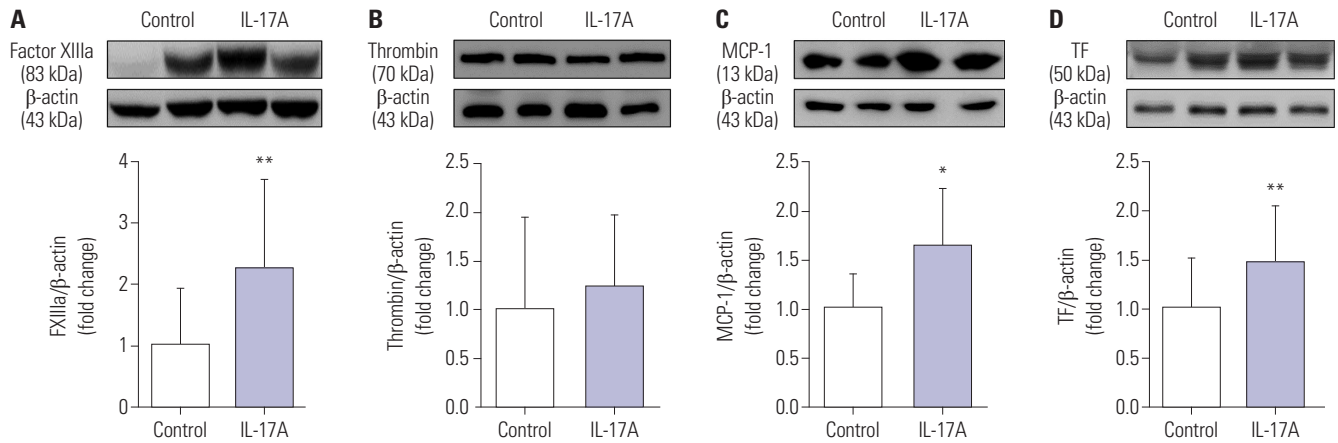 A
Control IL-17A
Factor XIIIa
(83 kDa)
β-actin
(43 kDa)
FXIIIa/β-actin
(fold change)
4
**
3
2
1
0
Control IL-17A
B
Control IL-17A
Thrombin
(70 kDa)
β-actin
(43 kDa)
Thrombin/β-actin
(fold change)
2.5
2.0
1.5
1.0
0.5
0.0
Control IL-17A
C
Control IL-17A
MCP-1
(13 kDa)
β-actin
(43 kDa)
MCP-1/β-actin
(fold change)
2.5
*
2.0
1.5
1.0
0.5
0.0
Control IL-17A
D
Control IL-17A
TF
(50 kDa)
β-actin
(43 kDa)
TF/β-actin
(fold change)
2.5
**
2.0
1.5
1.0
0.5
0.0
Control IL-17A